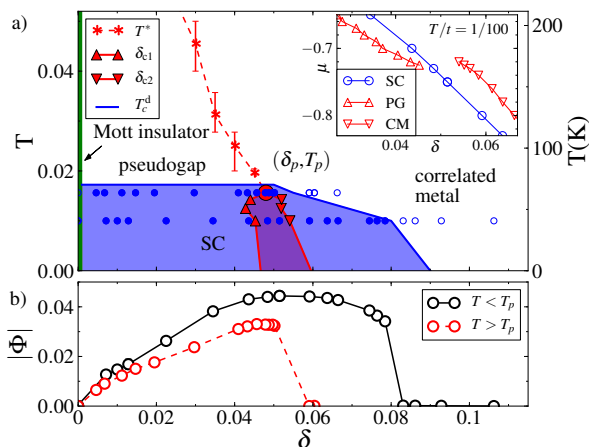 a)
0.04
0.02
0.00
T
T*
δc1
δc2
T_c^d
Mott insulator
pseudogap
(δp,Tp)
SC
correlated
metal
T/t = 1/100
−0.7
−0.8
μ
SC
PG
CM
0.04
δ
0.06
200
100
0
T(K)
b)
0.04
0.02
0.00
|Φ|
T < Tp
T > Tp
0
0.02
0.04
0.06
0.08
0.1
δ